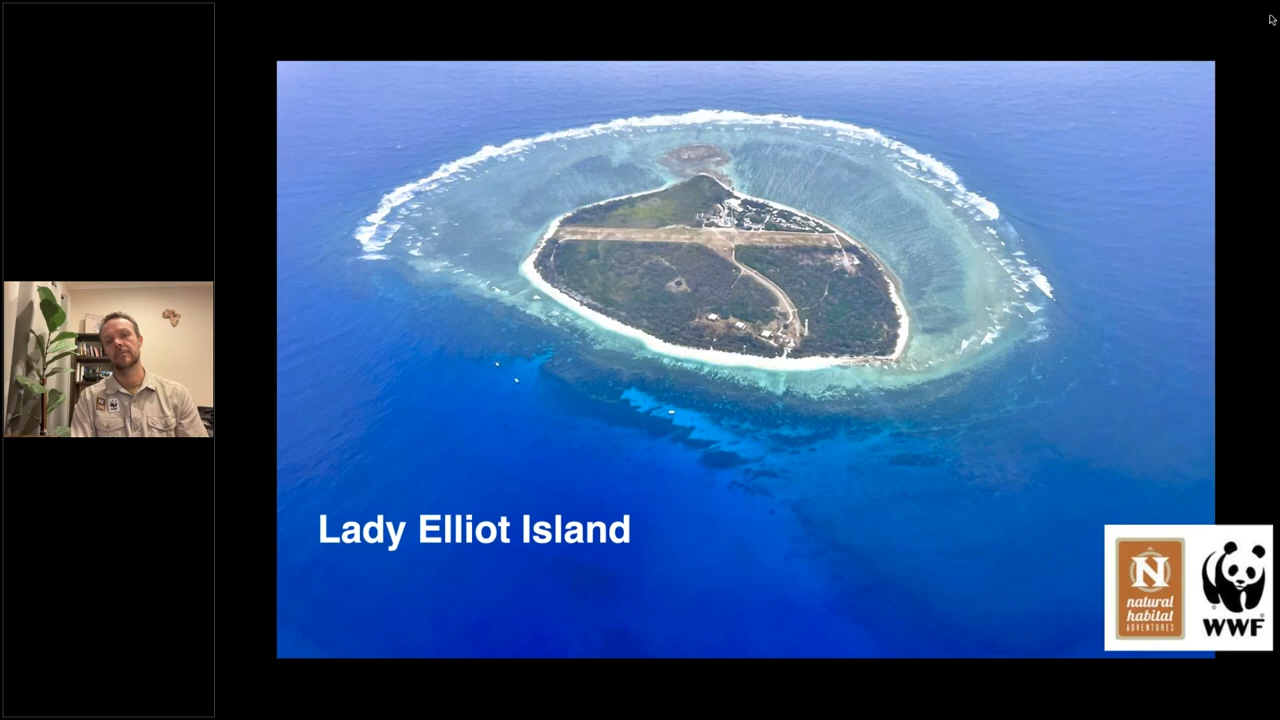 Lady Elliot Island
N
natural
habitat
ADVENTURES
WWF